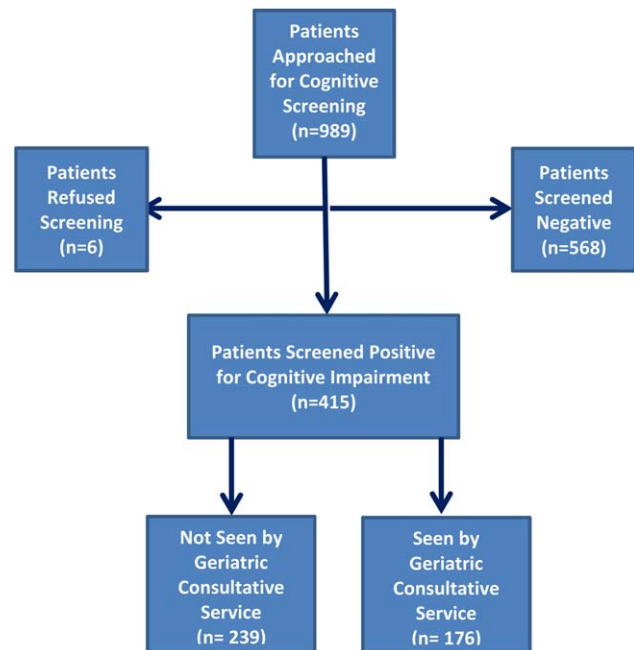 Patients
Approached
for Cognitive
Screening
(n=989)
Patients
Refused
Screening
(n=6)
Patients
Screened
Negative
(n=568)
Patients Screened Positive
for Cognitive Impairment
(n=415)
Not Seen by
Geriatric
Consultative
Service
(n= 239)
Seen by
Geriatric
Consultative
Service
(n= 176)